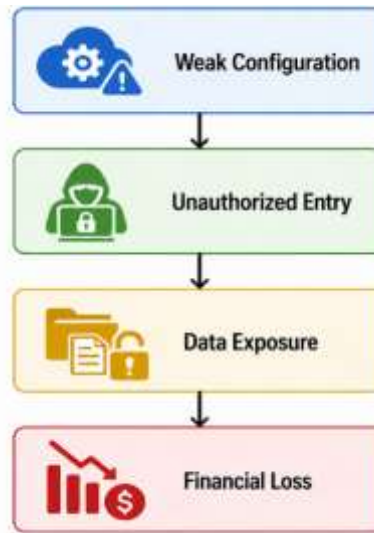 Weak Configuration
Unauthorized Entry
Data Exposure
$
Financial Loss